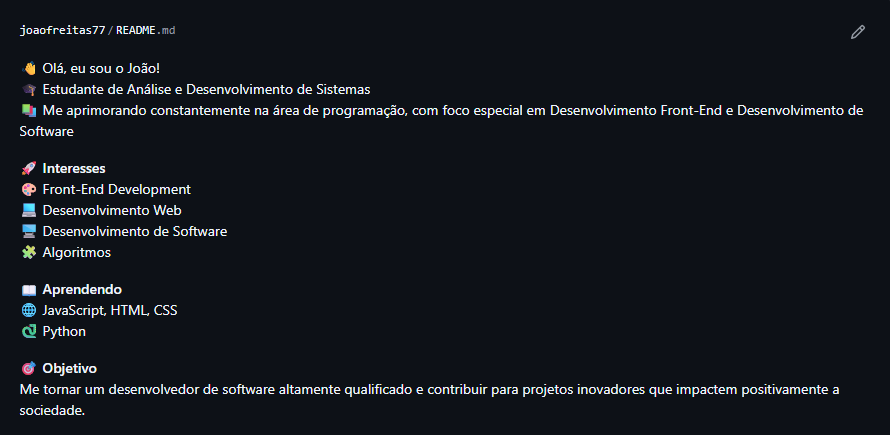 joaofreitas77/README.md
👋 Olá, eu sou o João!
🎓 Estudante de Análise e Desenvolvimento de Sistemas
📚 Me aprimorando constantemente na área de programação, com foco especial em Desenvolvimento Front-End e Desenvolvimento de
Software
🚀 Interesses
🎨 Front-End Development
💻 Desenvolvimento Web
🖥️ Desenvolvimento de Software
🧩 Algoritmos
📖 Aprendendo
🌐 JavaScript, HTML, CSS
🐍 Python
🎯 Objetivo
Me tornar um desenvolvedor de software altamente qualificado e contribuir para projetos inovadores que impactem positivamente a
sociedade.